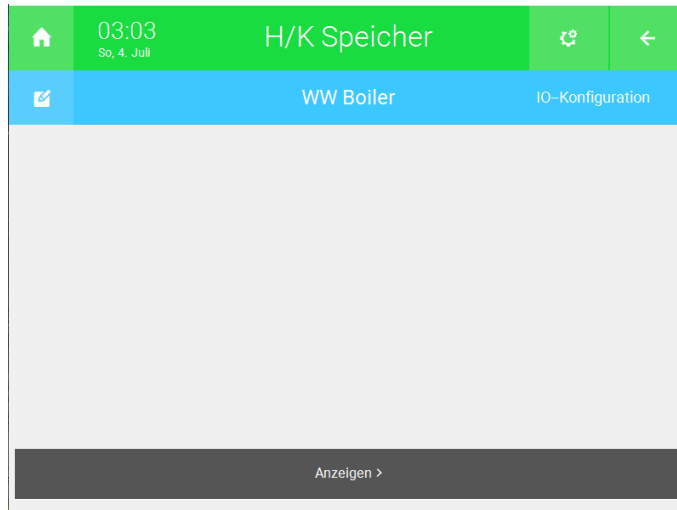 03:03
So, 4. Juli
H/K Speicher
WW Boiler
IO-Konfiguration
Anzeigen >